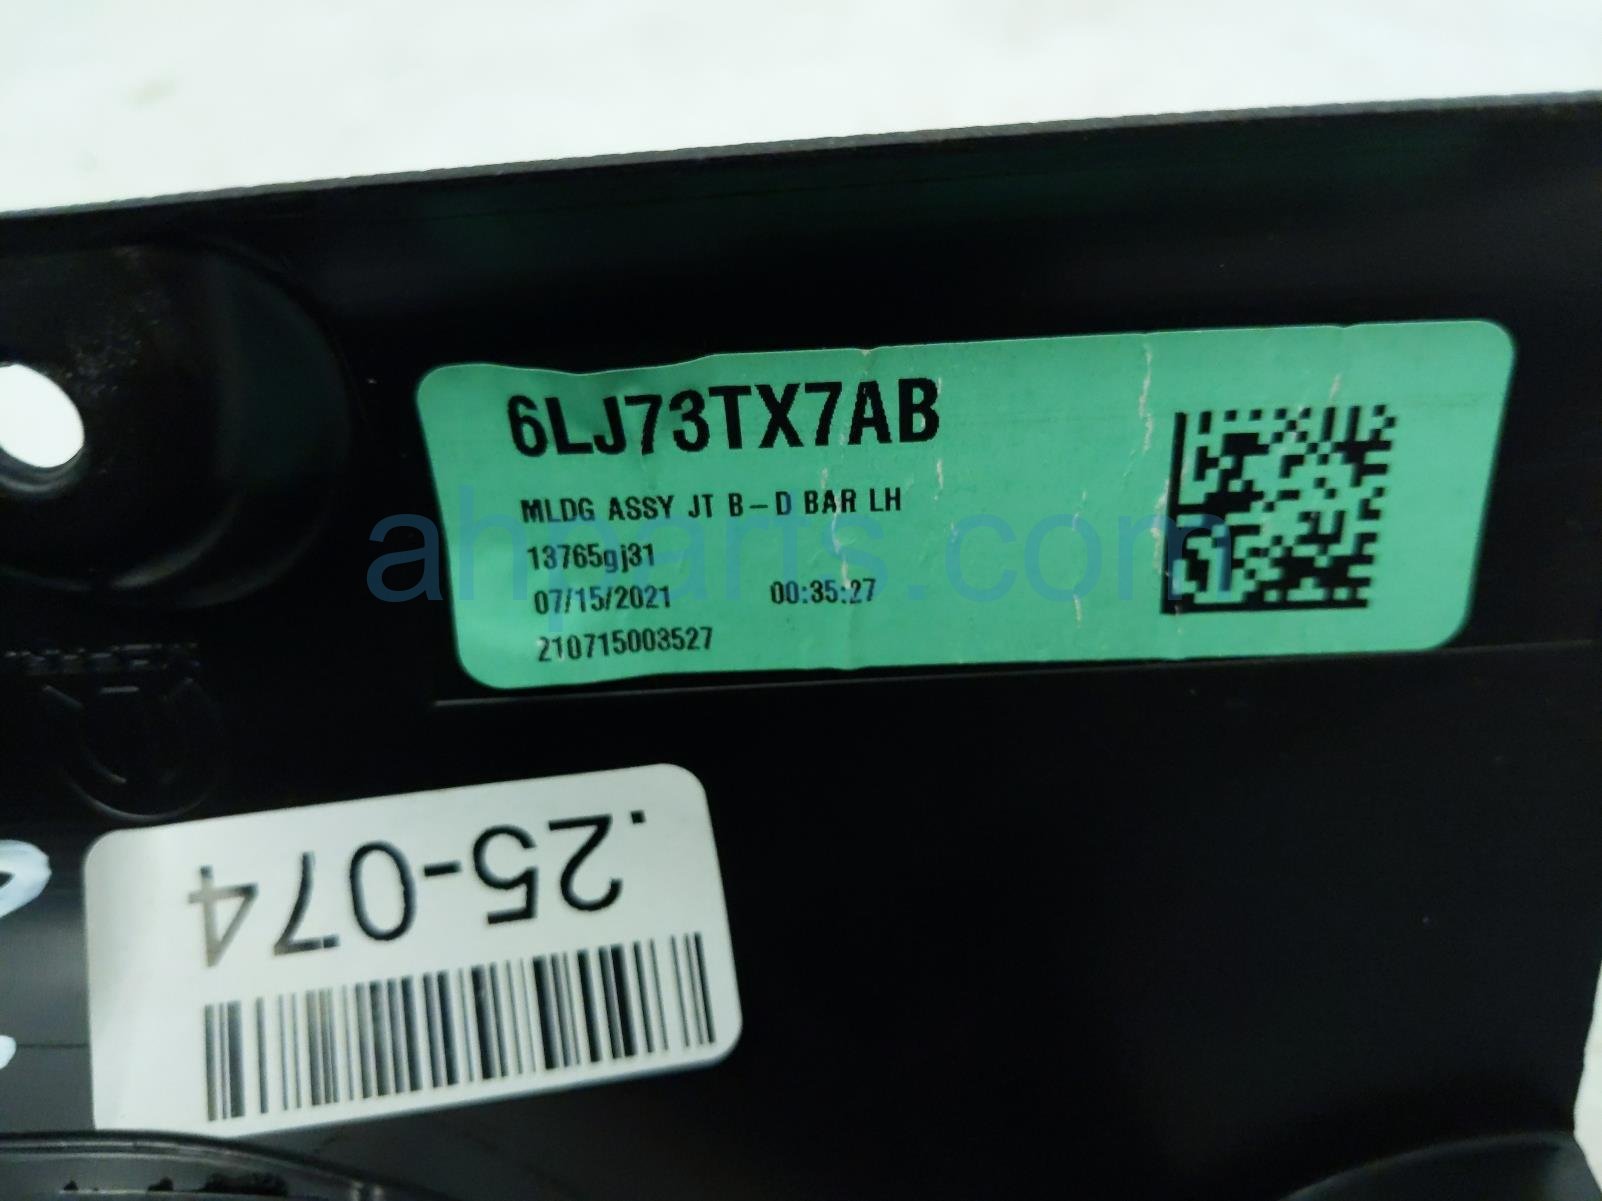 6LJ73TX7AB
MLDG ASSY JT B-D BAR LH
13765gj31
07/15/2021 00:35:27
210715003527
ahparts.com
.25-074